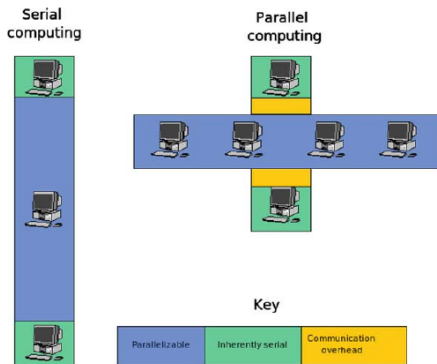 Serial
computing
Parallel
computing
Key
Parallelizable
Inherently serial
Communication
overhead